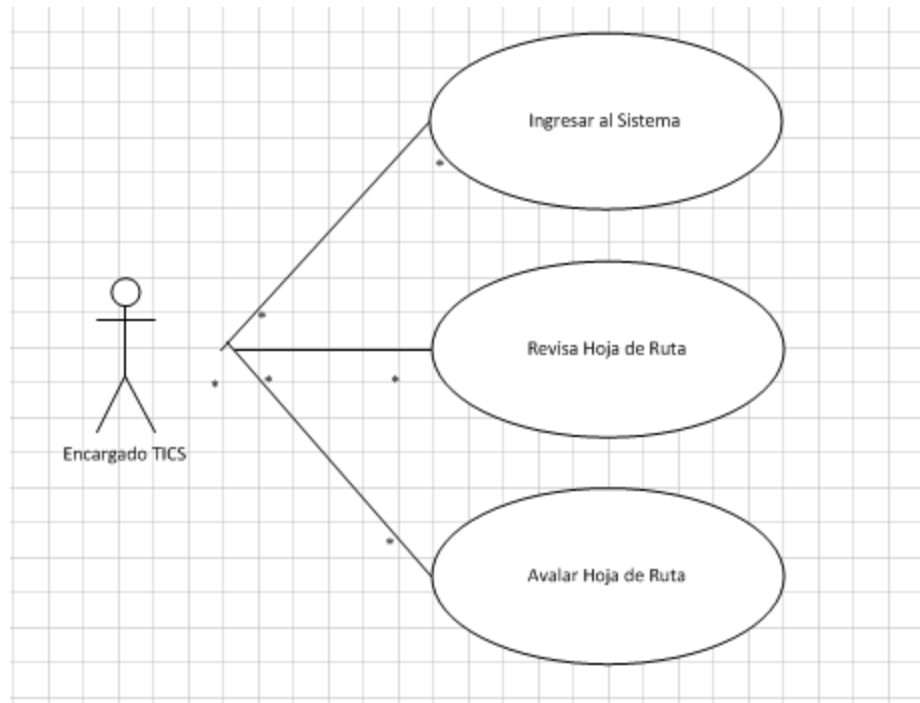 Ingresar al Sistema
Revisa Hoja de Ruta
Encargado TICS
Avalar Hoja de Ruta